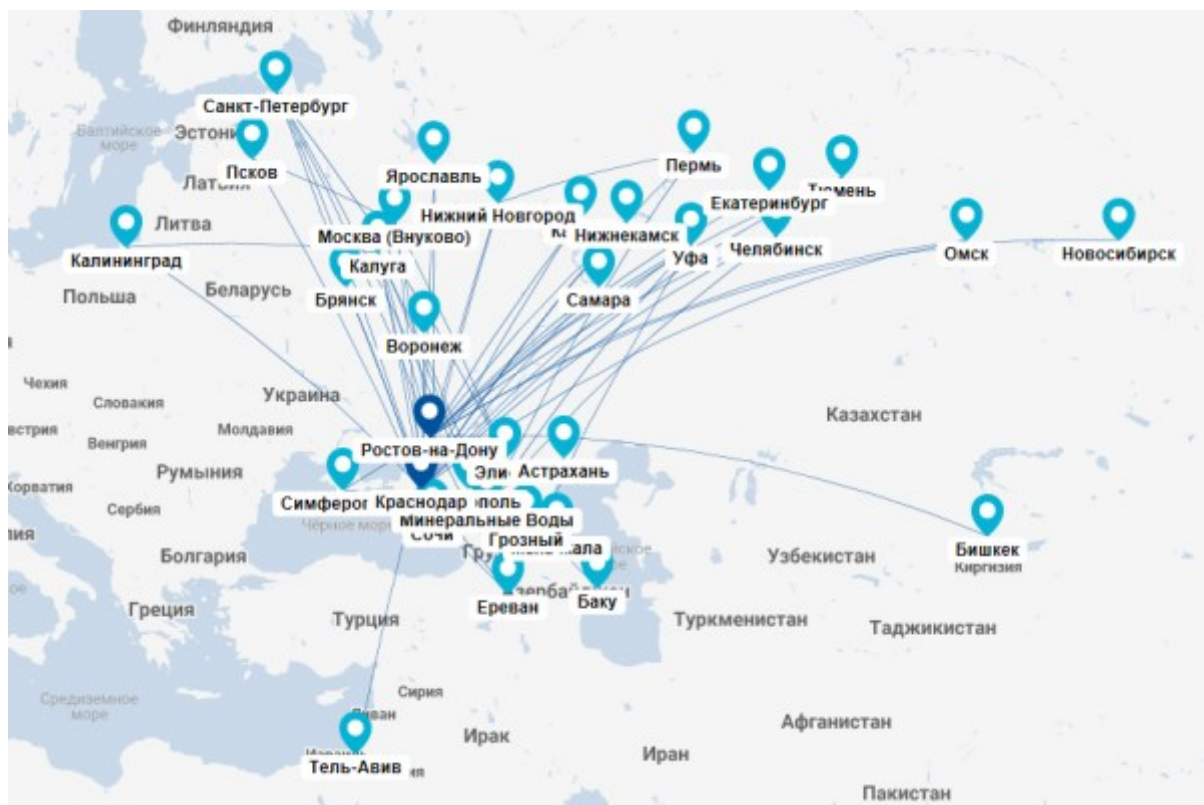 Финляндия
Санкт-Петербург
Балтийское
море
Эстони
Псков
Ярославль
Пермь
Латвия
Тюмень
Екатеринбург
Литва
Нижний Новгород
Москва (Внуково)
Нижнекамск
Челябинск
Омск
Новосибирск
Калининград
Калуга
Уфа
Польша
Беларусь
Брянск
Самара
Воронеж
Чехия
Украина
Словакия
Казахстан
Молдавия
Венгрия
Ростов-на-Дону
Румыния
Эли
Астрахань
Симфероп
Краснодар
ополь
Сербия
Чёрное море
Минеральные Воды
Сочи
Грозный
Болгария
Узбекистан
Бишкек
Киргизия
Греция
Турция
Ереван
Баку
Туркменистан
Таджикистан
Сирия
Средиземное
море
Афганистан
Ирак
Иран
Тель-Авив
Пакистан